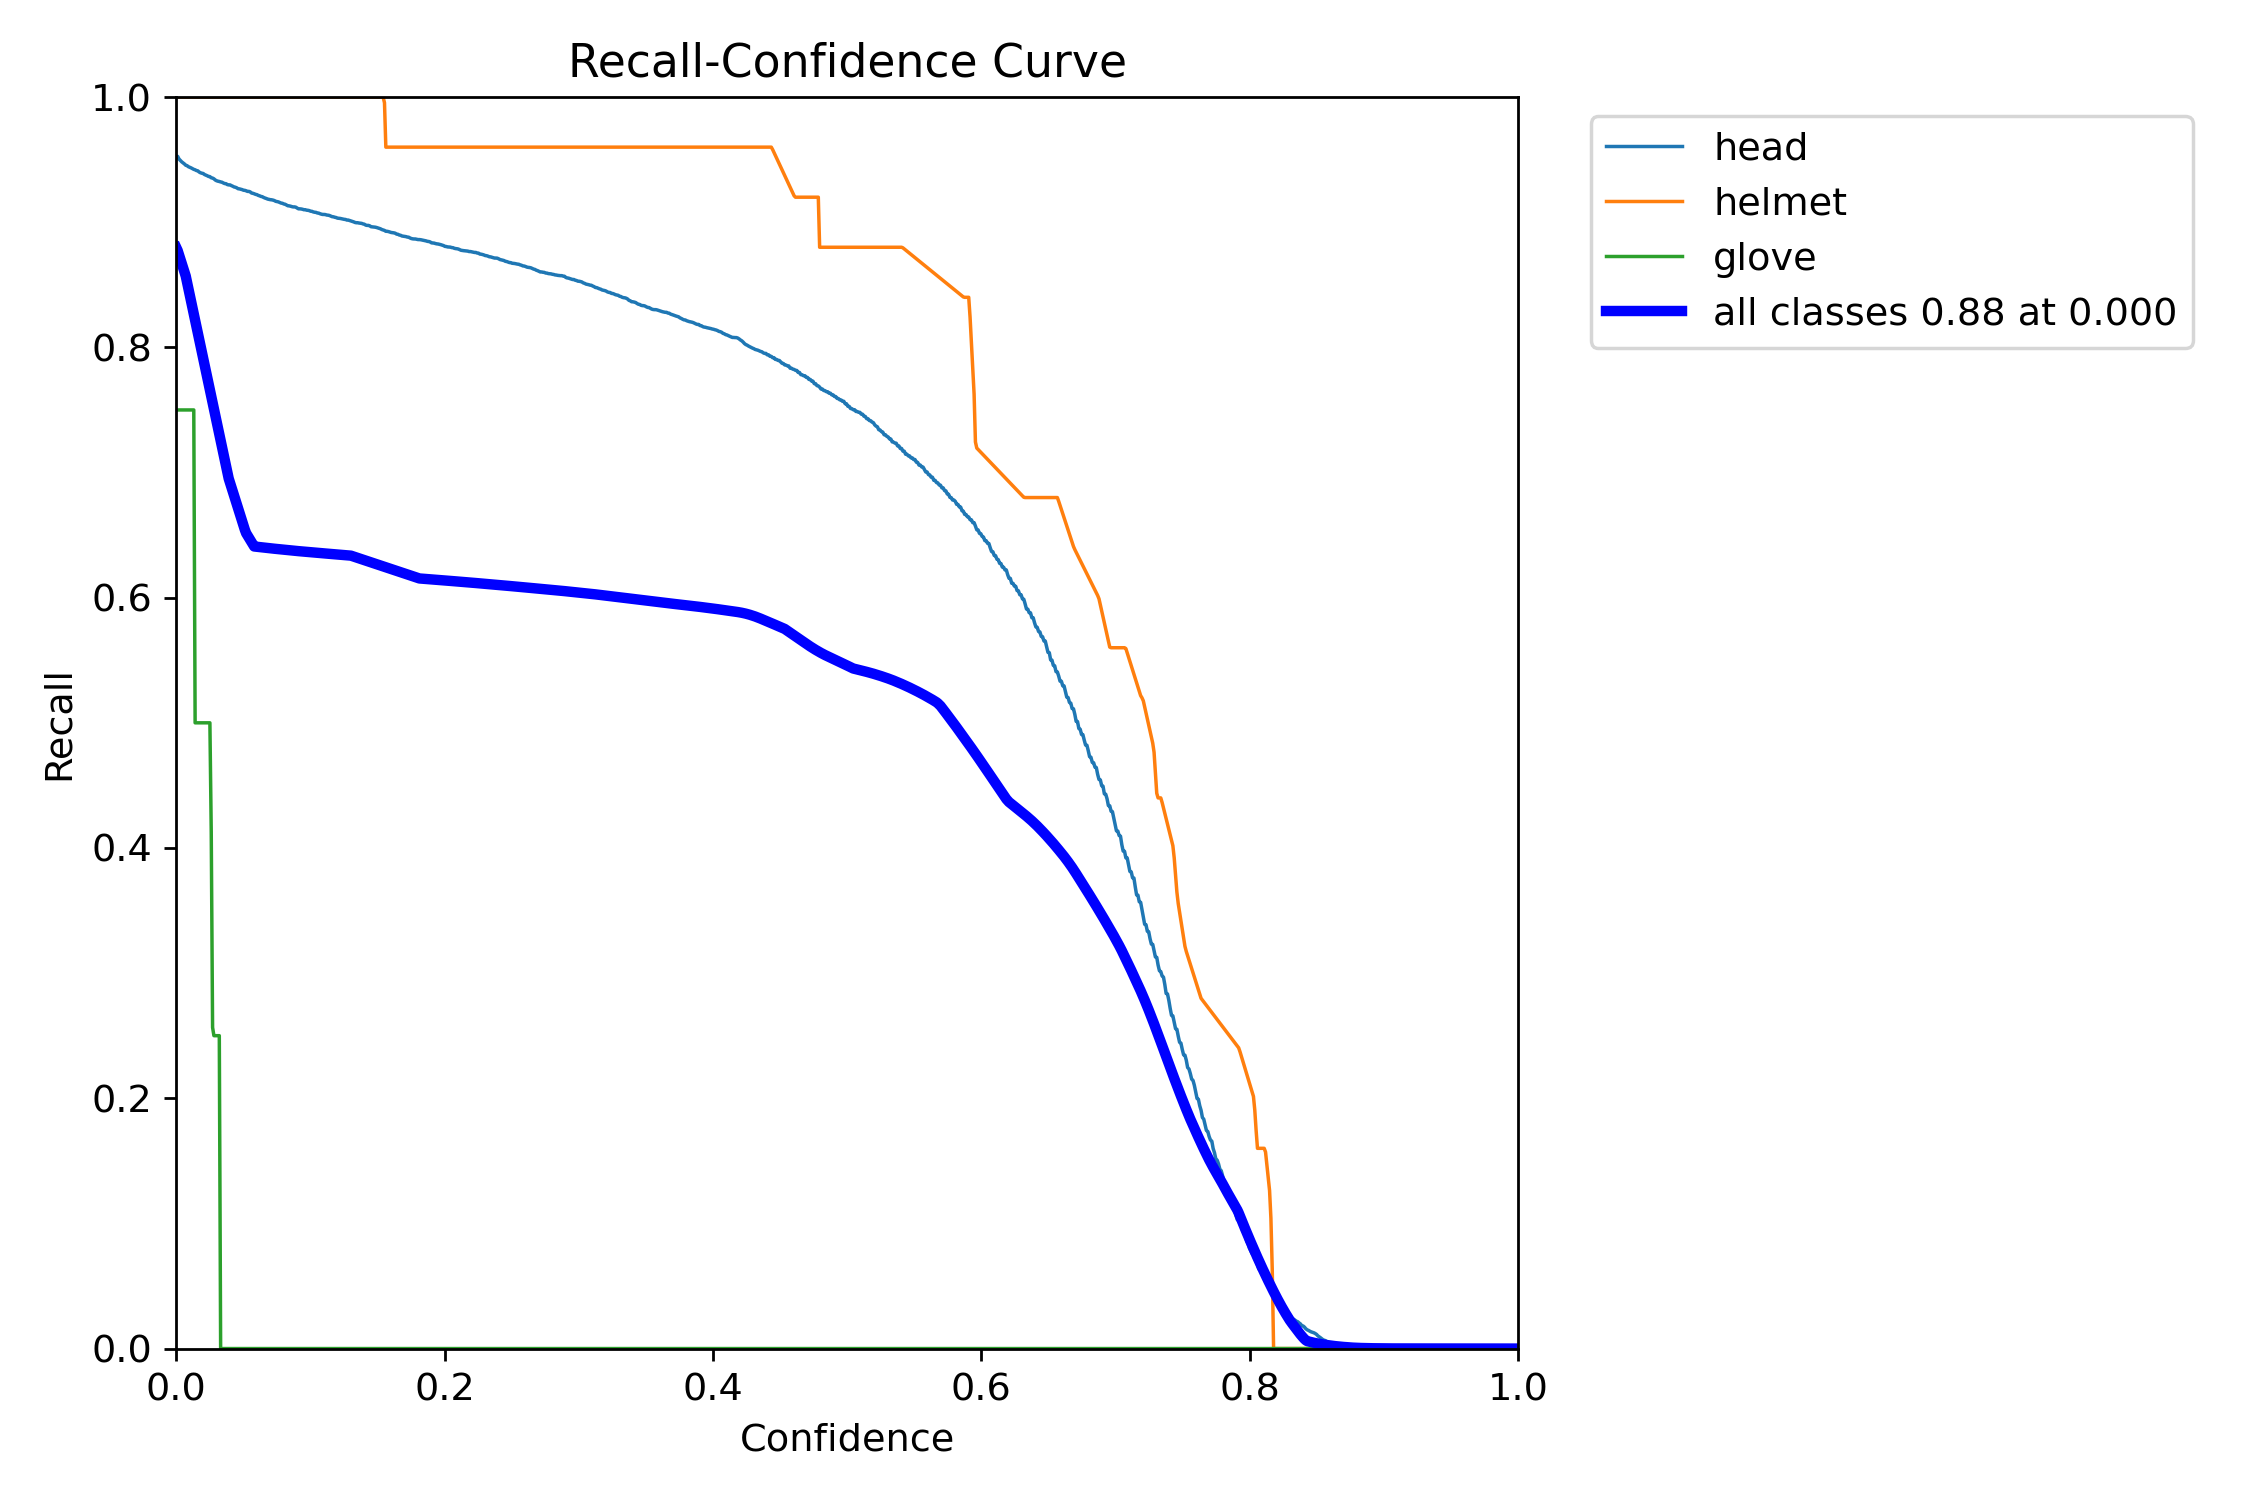 Recall-Confidence Curve
1.0
0.8
0.6
0.4
0.2
0.0
Recall
0.0 0.2 0.4 0.6 0.8 1.0
Confidence
head
helmet
glove
all classes 0.88 at 0.000